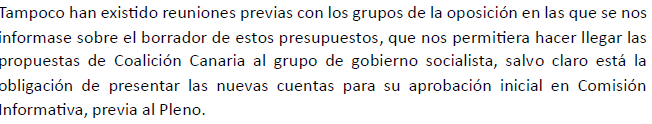 Tampoco han existido reuniones previas con los grupos de la oposición en las que se nos
informase sobre el borrador de estos presupuestos, que nos permitiera hacer llegar las
propuestas de Coalición Canaria al grupo de gobierno socialista, salvo claro está la
obligación de presentar las nuevas cuentas para su aprobación inicial en Comisión
Informativa, previa al Pleno.